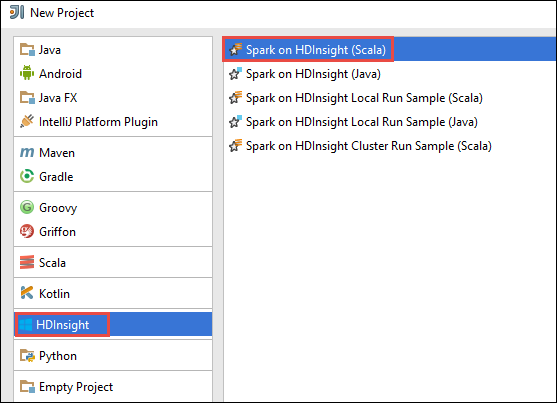 New Project
Java
Android
Java FX
IntelliJ Platform Plugin
Maven
Gradle
Groovy
Griffon
Scala
Kotlin
HDInsight
Python
Empty Project
Spark on HDInsight (Scala)
Spark on HDInsight (Java)
Spark on HDInsight Local Run Sample (Scala)
Spark on HDInsight Local Run Sample (Java)
Spark on HDInsight Cluster Run Sample (Scala)